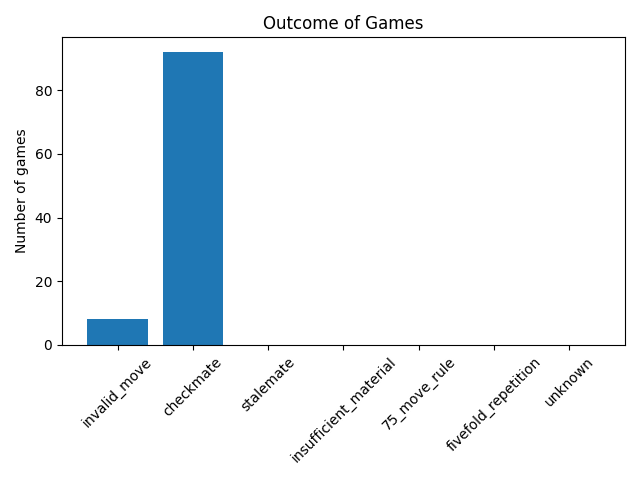 Outcome of Games
Number of games
80
60
40
20
0
invalid_move
checkmate
stalemate
insufficient_material
75_move_rule
fivefold_repetition
unknown